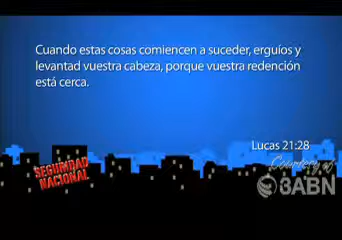 Cuando estas cosas comiencen a suceder, erguíos y
levantad vuestra cabeza, porque vuestra redención
está cerca.
Lucas 21:28
SEGURIDAD
NACIONAL
Courtesy of
3ABN